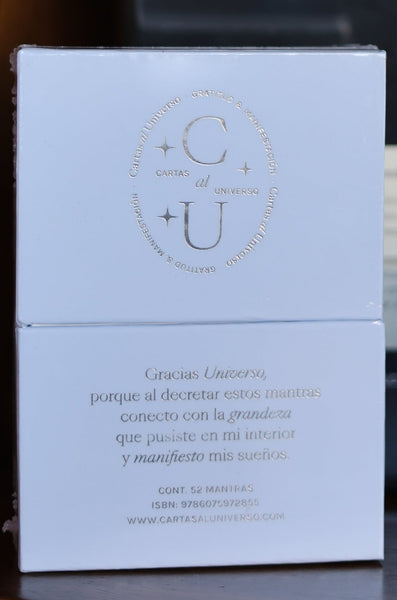 Cartas al Universo · GRATITUD & MANIFESTACIÓN · Cartas al Universo · GRATITUD & MANIFESTACIÓN ·
C
CARTAS
al
UNIVERSO
U
Gracias Universo,
porque al decretar estos mantras
conecto con la grandeza
que pusiste en mi interior
y manifiesto mis sueños.
CONT. 52 MANTRAS
ISBN: 9786075972855
WWW.CARTASALUNIVERSO.COM